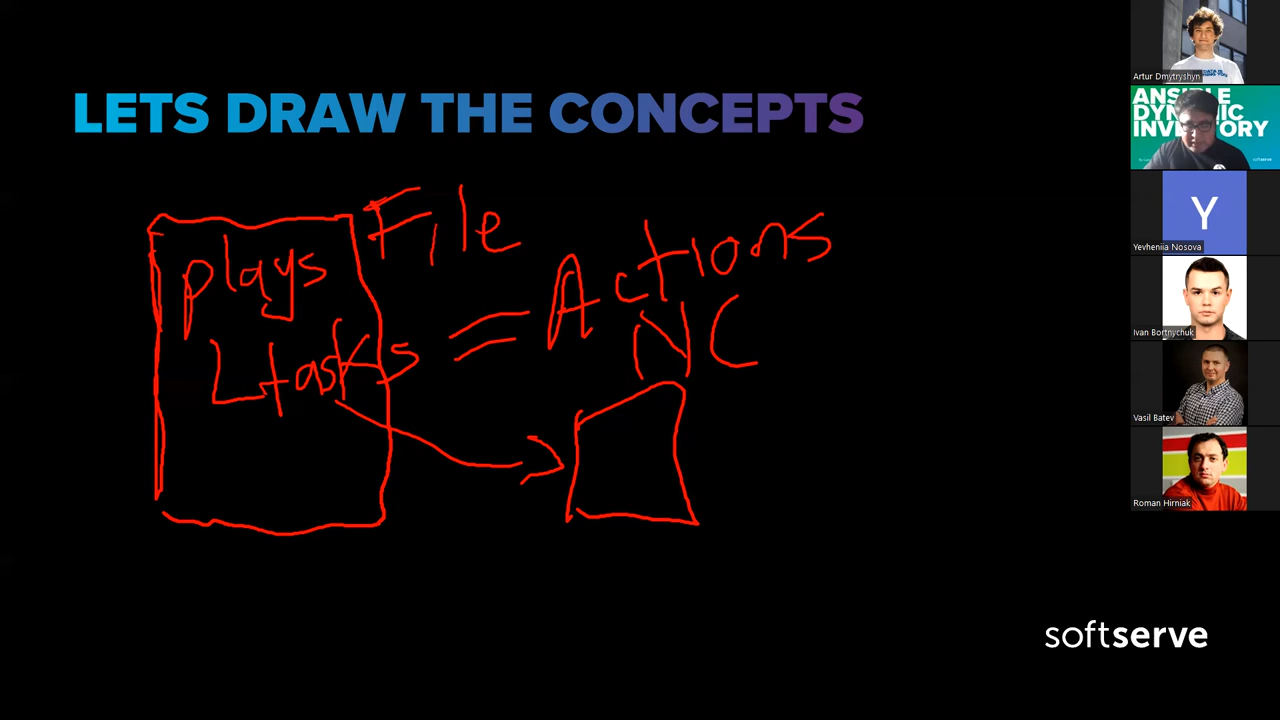 LETS DRAW THE CONCEPTS
File
plays
tasks = Actions
NC
softserve
Artur Dmytryshyn
ANSIBLE
DYNAMIC
INVENTORY
softserve
Y
Yevheniia Nosova
Ivan Bortnychuk
Vasil Batev
Roman Hirniak